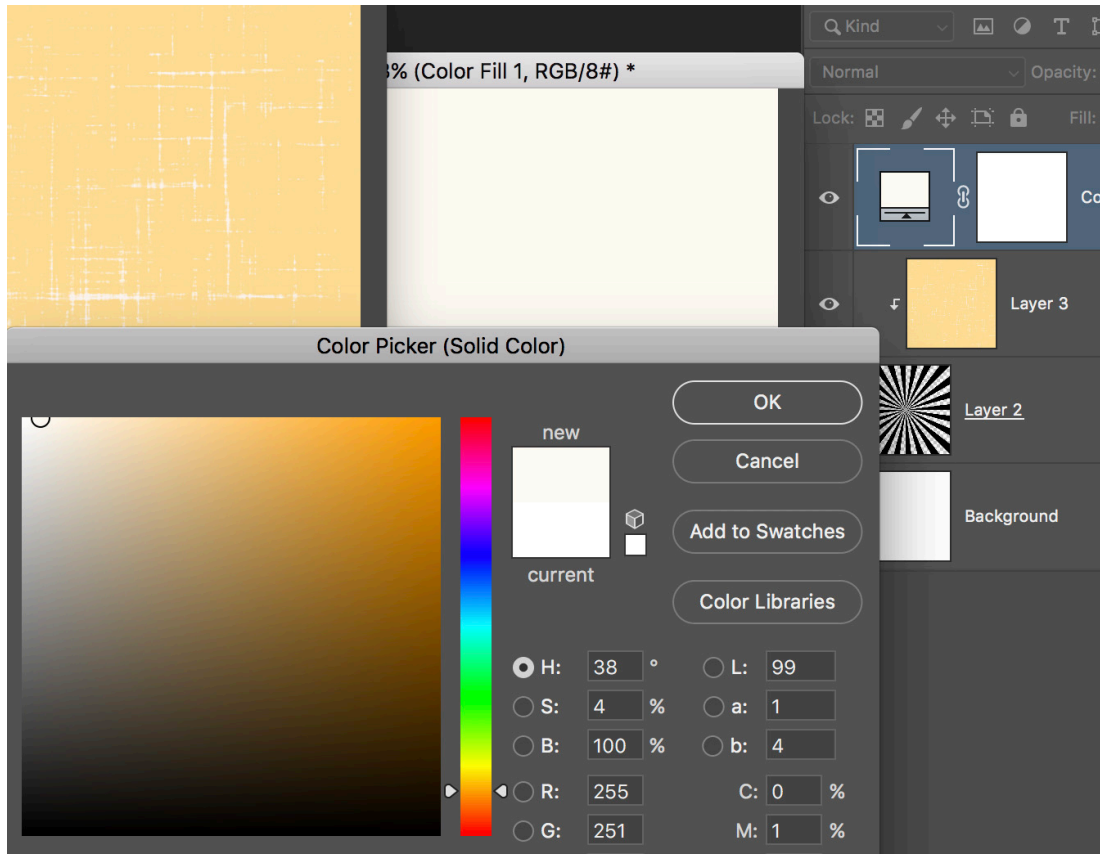 Kind
3% (Color Fill 1, RGB/8#) *
Normal
Opacity:
Lock:
Fill:
Co
Layer 3
Color Picker (Solid Color)
OK
new
Layer 2
Cancel
Add to Swatches
Background
current
Color Libraries
H: 38 °
L: 99
S: 4 %
a: 1
B: 100 %
b: 4
R: 255
C: 0 %
G: 251
M: 1 %